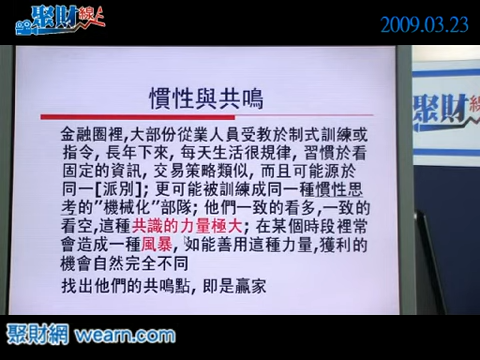 聚財線上
2009.03.23
聚財線
慣性與共鳴
金融圈裡,大部份從業人員受教於制式訓練或
指令, 長年下來, 每天生活很規律, 習慣於看
固定的資訊, 交易策略類似, 而且可能源於
同一[派別]; 更可能被訓練成同一種慣性思
考的"機械化"部隊; 他們一致的看多,一致的
看空,這種共識的力量極大; 在某個時段裡常
會造成一種風暴, 如能善用這種力量,獲利的
機會自然完全不同
找出他們的共鳴點, 即是贏家
聚財網 wearn.com